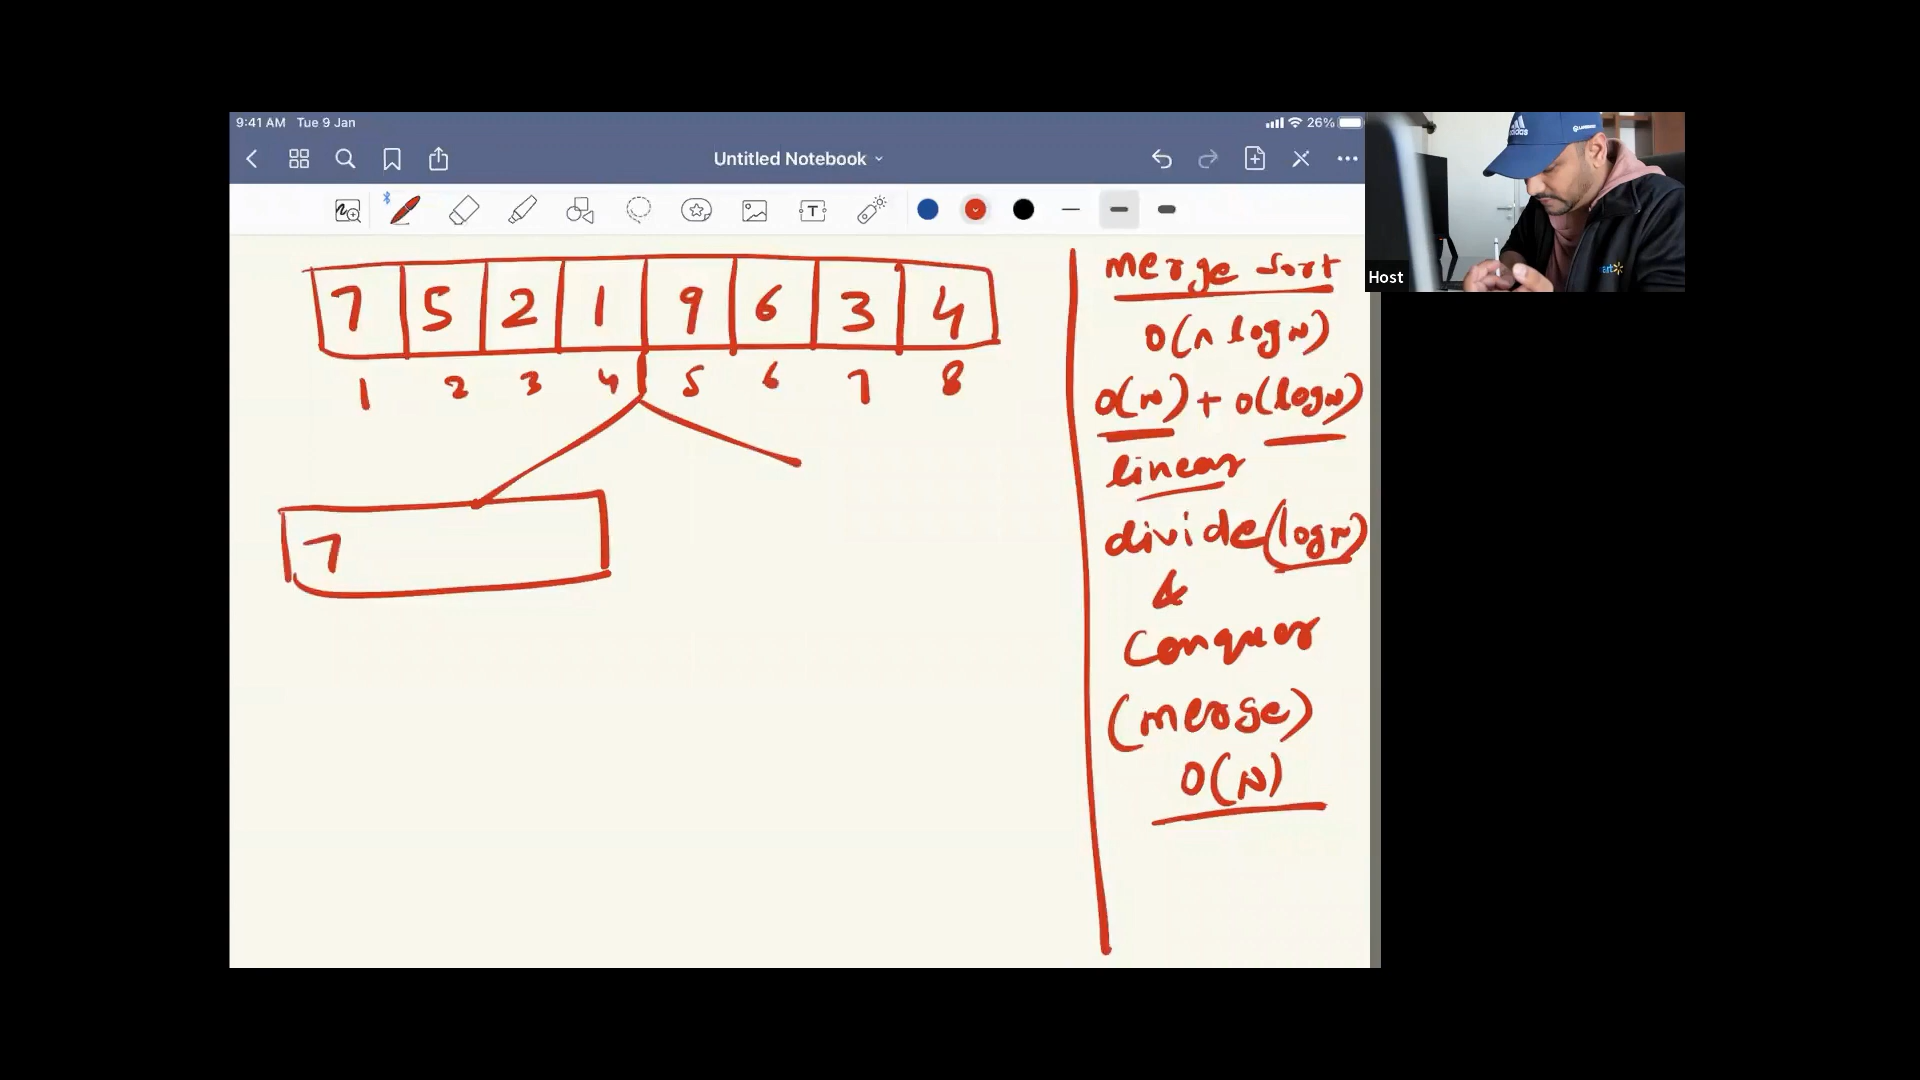 9:41 AM Tue 9 Jan
26%
Untitled Notebook
T
7 5 2 1 9 6 3 4
1 2 3 4 5 6 7 8
7
merge sort
O(n logN)
O(N) + O(logN)
linear
divide (logN)
&
Conquer
(merge)
O(N)
adidas
Host